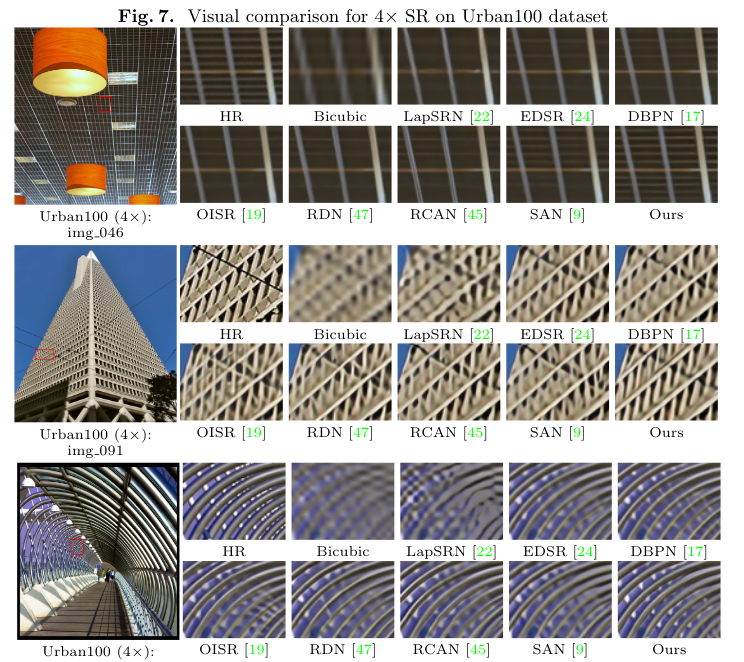 Fig. 7. Visual comparison for 4× SR on Urban100 dataset
HR Bicubic LapSRN [22] EDSR [24] DBPN [17]
OISR [19] RDN [47] RCAN [45] SAN [9] Ours
Urban100 (4×):
img_046
HR Bicubic LapSRN [22] EDSR [24] DBPN [17]
OISR [19] RDN [47] RCAN [45] SAN [9] Ours
Urban100 (4×):
img_091
HR Bicubic LapSRN [22] EDSR [24] DBPN [17]
OISR [19] RDN [47] RCAN [45] SAN [9] Ours
Urban100 (4×):